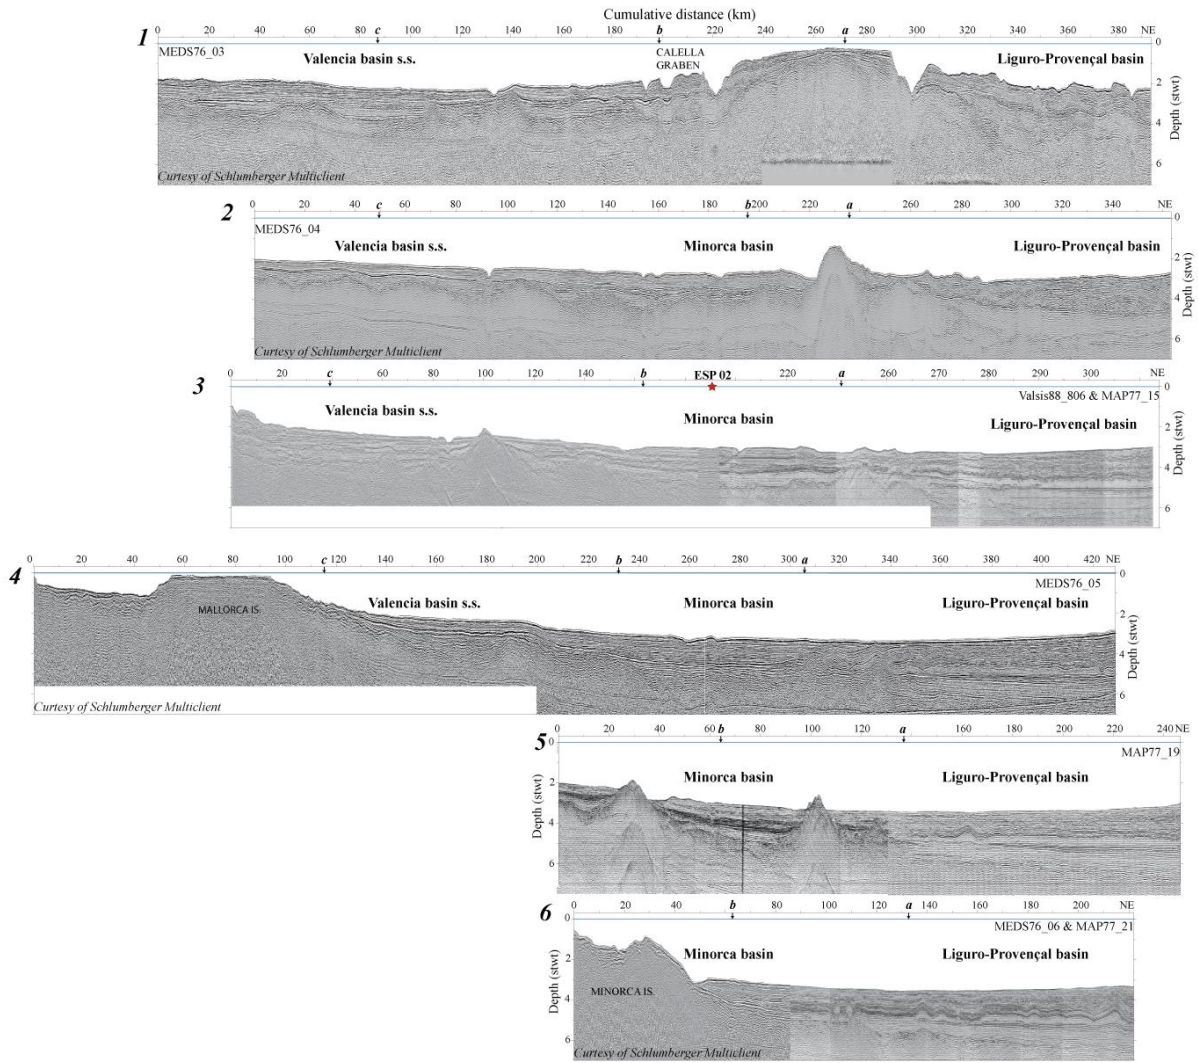 Cumulative distance (km)
1
0 20 40 60 80 c 100 120 140 160 180 b 220 240 260 a 280 300 320 340 360 380 NE
MEDS76_03
Valencia basin s.s.
CALELLA
GRABEN
Liguro-Provençal basin
0
2
4
6
Depth (stwt)
Curtesy of Schlumberger Multiclient
2
0 20 40 c 60 80 100 120 140 160 180 b 200 220 a 240 260 280 300 320 340 NE
MEDS76_04
Valencia basin s.s.
Minorca basin
Liguro-Provençal basin
0
2
4
6
Depth (stwt)
Curtesy of Schlumberger Multiclient
3
0 20 c 60 80 100 120 140 b 160 ESP 02 220 a 250 270 280 290 300 NE
Valsis88_806 & MAP77_15
Valencia basin s.s.
Minorca basin
Liguro-Provençal basin
0
2
4
6
Depth (stwt)
4
0 20 40 60 80 100 c 120 140 160 180 200 220 b 240 260 280 300 a 320 340 360 380 400 420 NE
MEDS76_05
MALLORCA IS.
Valencia basin s.s.
Minorca basin
Liguro-Provençal basin
0
2
4
6
Depth (stwt)
Curtesy of Schlumberger Multiclient
5
0 20 40 60 b 80 100 120 a 140 160 180 200 220 240 NE
MAP77_19
Minorca basin
Liguro-Provençal basin
0
2
4
6
Depth (stwt)
6
0 20 40 b 80 100 120 a 140 160 180 200 NE
MEDS76_06 & MAP77_21
Minorca basin
Liguro-Provençal basin
MINORCA IS.
0
2
4
6
Depth (stwt)
Curtesy of Schlumberger Multiclient